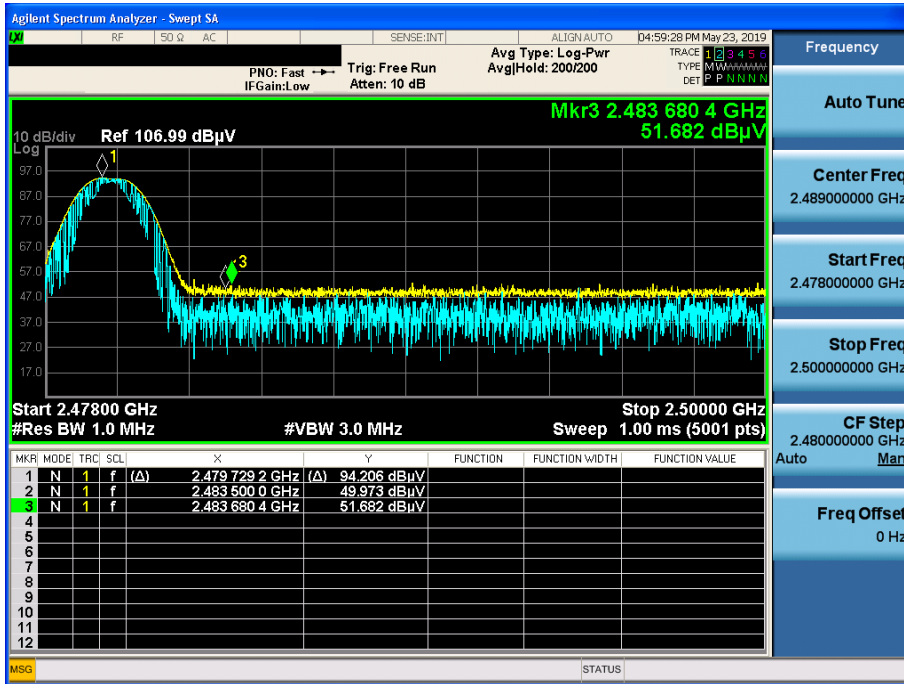 Agilent Spectrum Analyzer - Swept SA
LXI RF 50 Ω AC SENSE:INT ALIGN AUTO 04:59:28 PM May 23, 2019
PNO: Fast Trig: Free Run Avg Type: Log-Pwr TRACE 1 2 3 4 5 6
IFGain:Low Atten: 10 dB Avg|Hold: 200/200 TYPE M W W W W W
DET P P N N N N
Mkr3 2.483 680 4 GHz
51.682 dBµV
10 dB/div Ref 106.99 dBµV
Log
97.0
87.0
77.0
67.0
57.0
47.0
37.0
27.0
17.0
1
3
Start 2.47800 GHz Stop 2.50000 GHz
#Res BW 1.0 MHz #VBW 3.0 MHz Sweep 1.00 ms (5001 pts)
MKR MODE TRC SCL X Y FUNCTION FUNCTION WIDTH FUNCTION VALUE
1 N 1 f (Δ) 2.479 729 2 GHz (Δ) 94.206 dBµV
2 N 1 f 2.483 500 0 GHz 49.973 dBµV
3 N 1 f 2.483 680 4 GHz 51.682 dBµV
4
5
6
7
8
9
10
11
12
MSG STATUS
Frequency
Auto Tune
Center Freq
2.489000000 GHz
Start Freq
2.478000000 GHz
Stop Freq
2.500000000 GHz
CF Step
2.480000000 GHz
Auto Man
Freq Offset
0 Hz